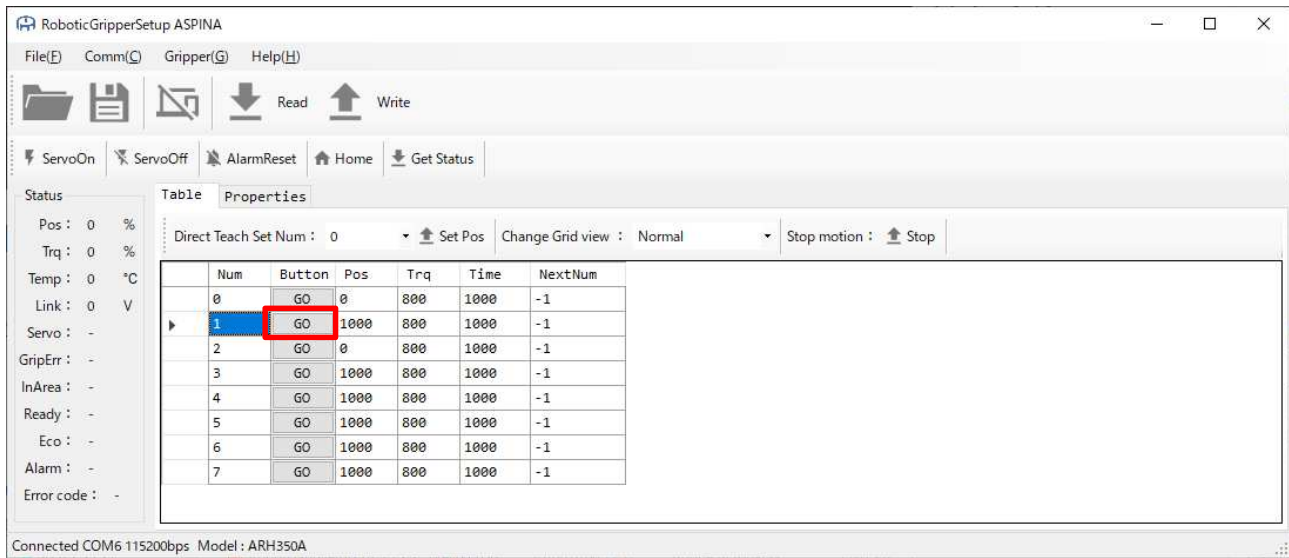 RoboticGripperSetup ASPINA
File(F) Comm(C) Gripper(G) Help(H)
Read Write
ServoOn ServoOff AlarmReset Home Get Status
Status
Pos： 0 %
Trq： 0 %
Temp： 0 °C
Link： 0 V
Servo： -
GripErr： -
InArea： -
Ready： -
Eco： -
Alarm： -
Error code： -
Table Properties
Direct Teach Set Num： 0 Set Pos Change Grid view： Normal Stop motion： Stop
Num Button Pos Trq Time NextNum
0 GO 0 800 1000 -1
1 GO 1000 800 1000 -1
2 GO 0 800 1000 -1
3 GO 1000 800 1000 -1
4 GO 1000 800 1000 -1
5 GO 1000 800 1000 -1
6 GO 1000 800 1000 -1
7 GO 1000 800 1000 -1
Connected COM6 115200bps Model : ARH350A